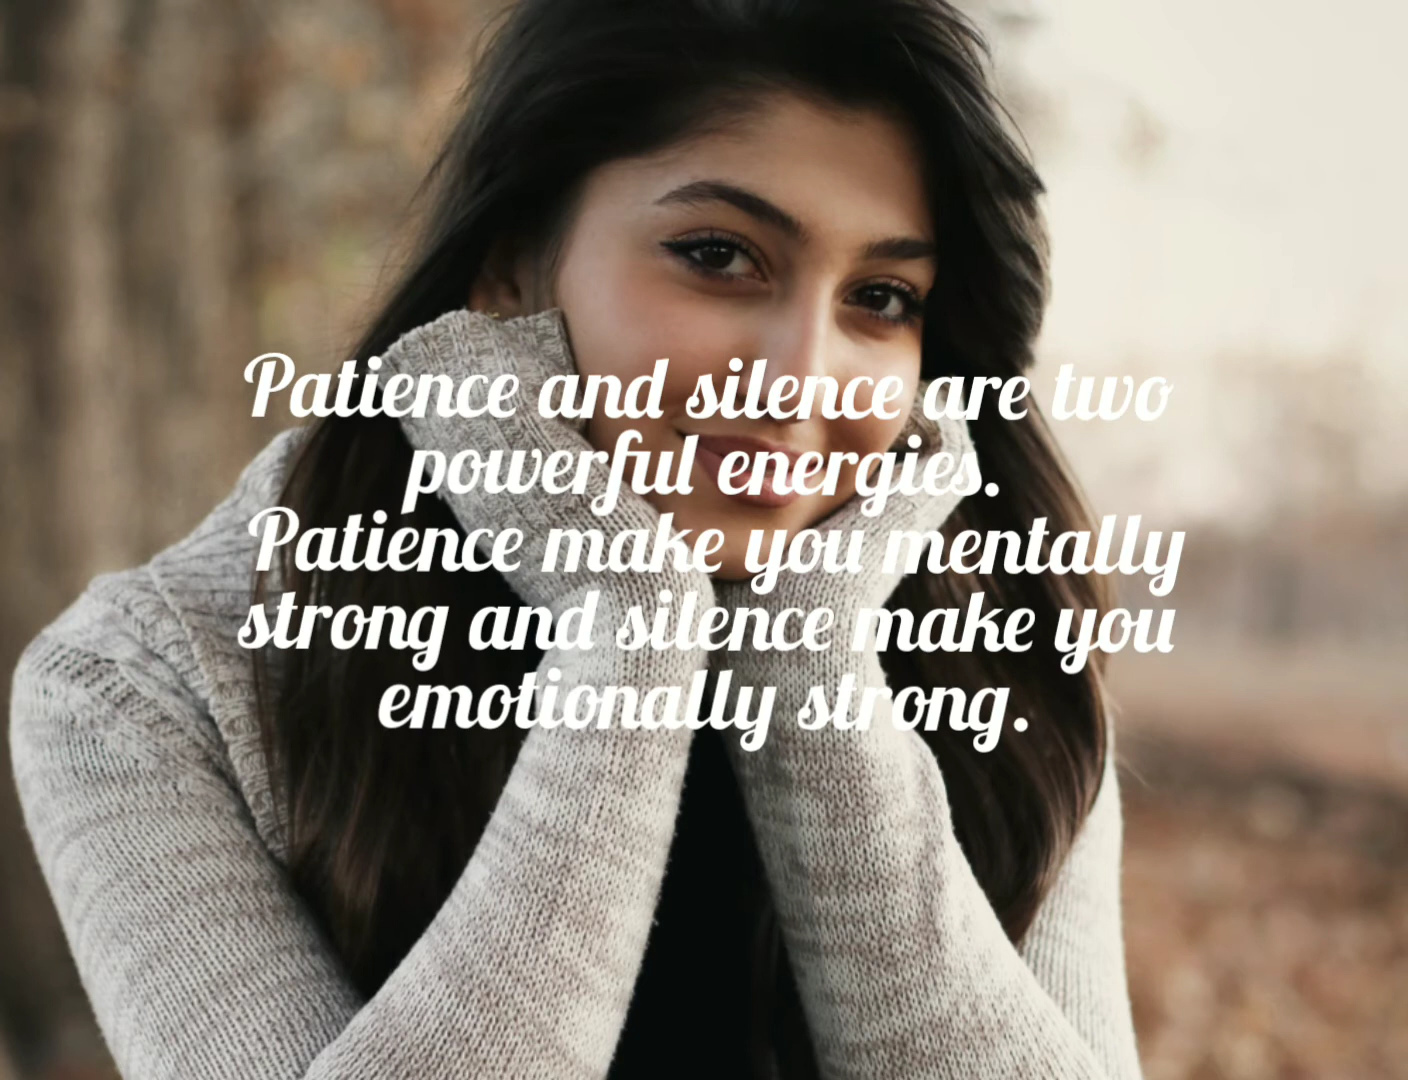 Patience and silence are two
powerful energies.
Patience make you mentally
strong and silence make you
emotionally strong.